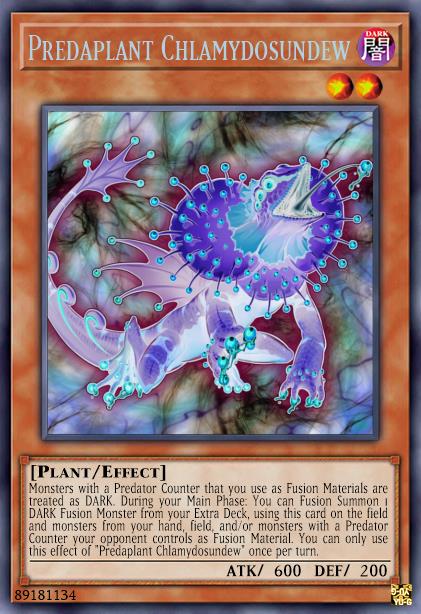 PREDAPLANT CHLAMYDOSUNDEW
DARK
闇
[PLANT/EFFECT]
Monsters with a Predator Counter that you use as Fusion Materials are
treated as DARK. During your Main Phase: You can Fusion Summon 1
DARK Fusion Monster from your Extra Deck, using this card on the field
and monsters from your hand, field, and/or monsters with a Predator
Counter your opponent controls as Fusion Material. You can only use
this effect of "Predaplant Chlamydosundew" once per turn.
ATK/ 600 DEF/ 200
89181134